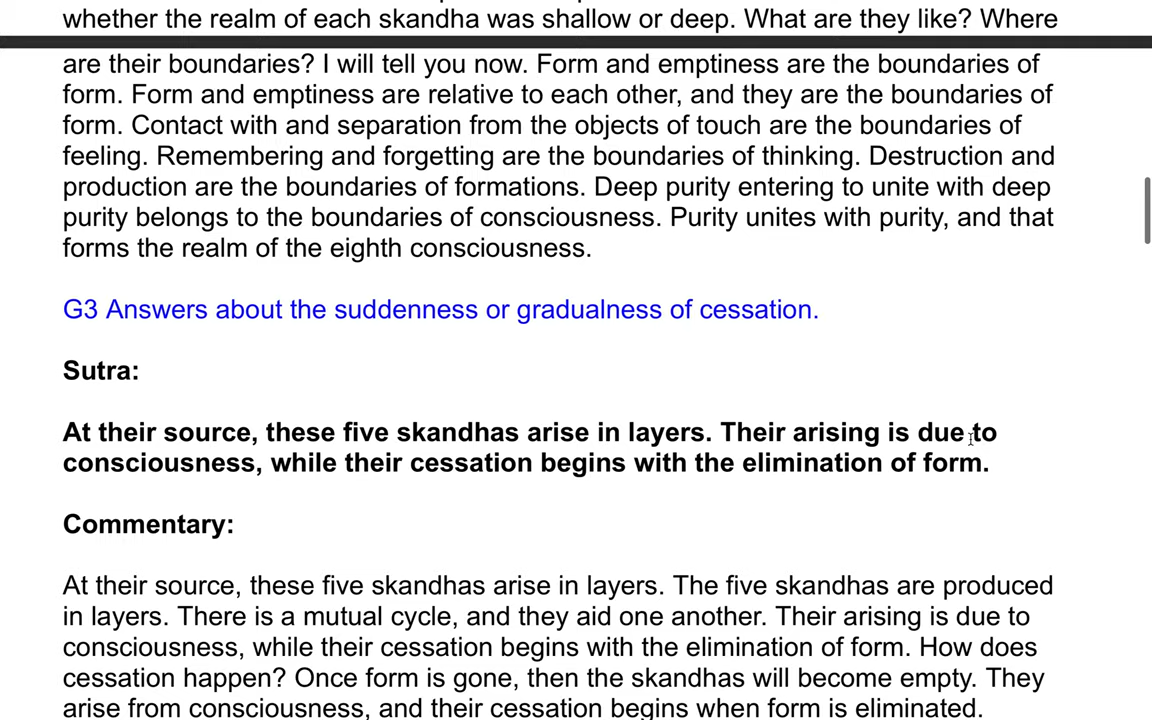 whether the realm of each skandha was shallow or deep. What are they like? Where
are their boundaries? I will tell you now. Form and emptiness are the boundaries of
form. Form and emptiness are relative to each other, and they are the boundaries of
form. Contact with and separation from the objects of touch are the boundaries of
feeling. Remembering and forgetting are the boundaries of thinking. Destruction and
production are the boundaries of formations. Deep purity entering to unite with deep
purity belongs to the boundaries of consciousness. Purity unites with purity, and that
forms the realm of the eighth consciousness.
G3 Answers about the suddenness or gradualness of cessation.
Sutra:
At their source, these five skandhas arise in layers. Their arising is due to
consciousness, while their cessation begins with the elimination of form.
Commentary:
At their source, these five skandhas arise in layers. The five skandhas are produced
in layers. There is a mutual cycle, and they aid one another. Their arising is due to
consciousness, while their cessation begins with the elimination of form. How does
cessation happen? Once form is gone, then the skandhas will become empty. They
arise from consciousness, and their cessation begins when form is eliminated.